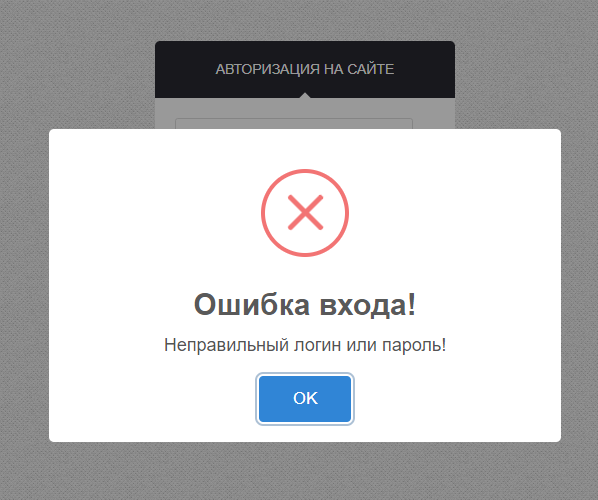 АВТОРИЗАЦИЯ НА САЙТЕ
Ошибка входа!
Неправильный логин или пароль!
OK